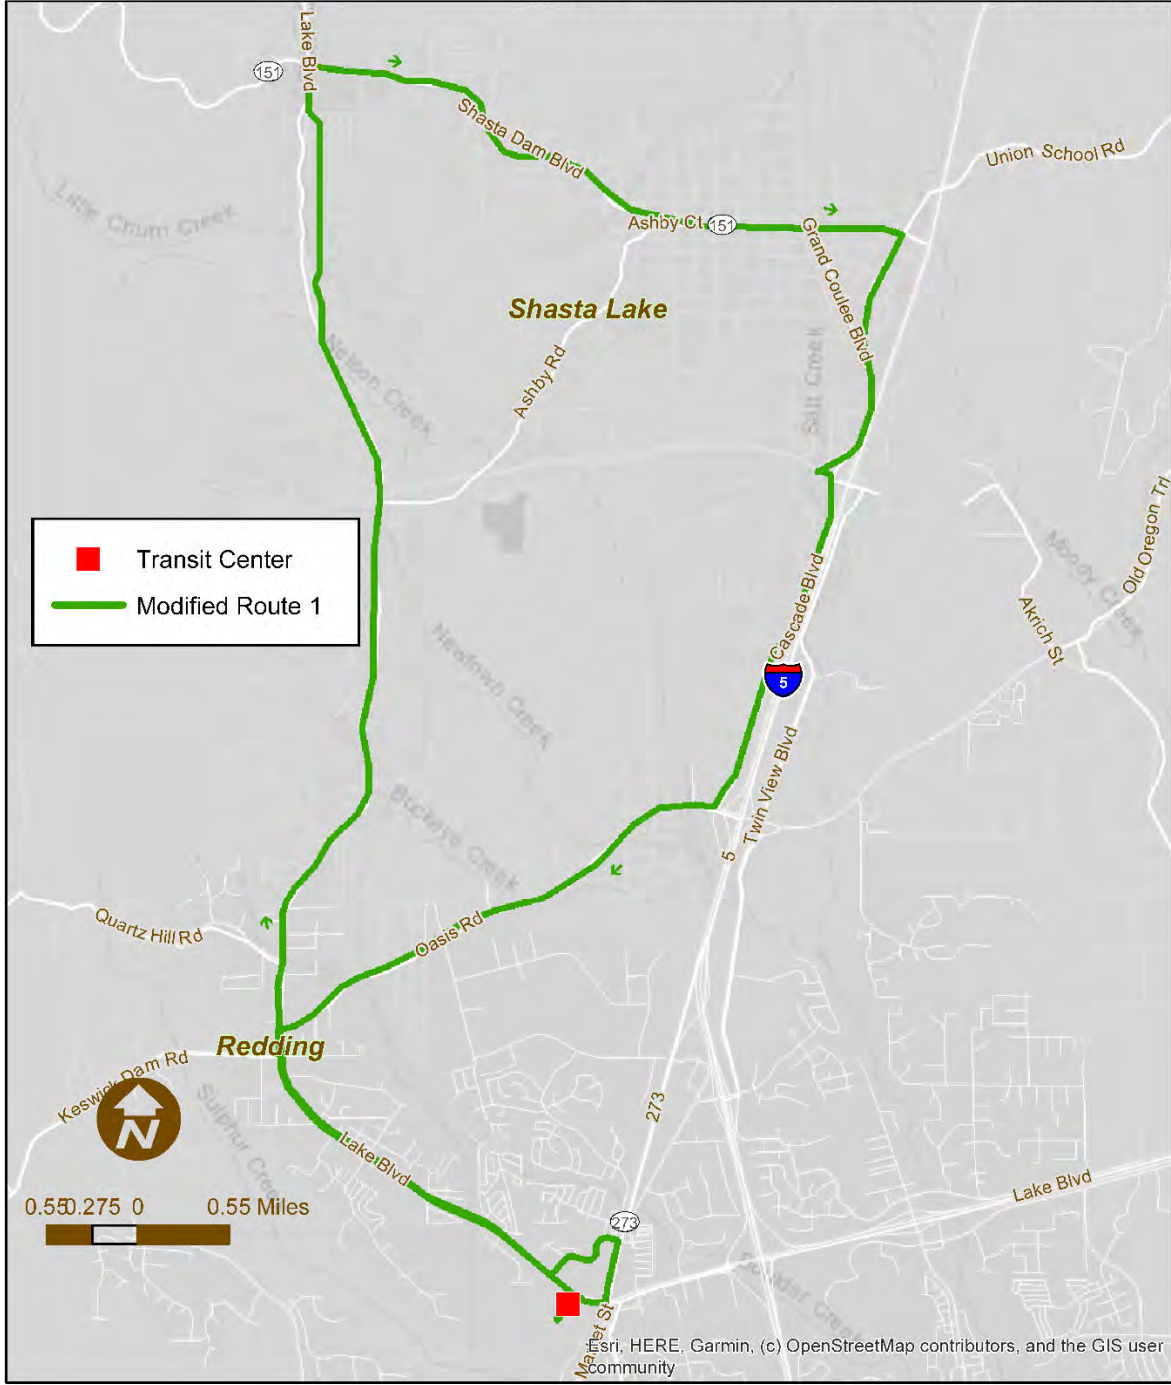 Lake Blvd
151
Shasta Dam Blvd
Union School Rd
Little Churn Creek
Ashby Ct
151
Grand Coulee Blvd
Shasta Lake
Nelson Creek
Ashby Rd
Salt Creek
Transit Center
Modified Route 1
Old Oregon Trl
Moody Creek
Akrich St
Cascade Blvd
5
Newtown Creek
Twin View Blvd
5
Buckeye Creek
Quartz Hill Rd
Oasis Rd
Redding
Keswick Dam Rd
N
Sulphur Creek
273
Lake Blvd
Lake Blvd
0.55 0.275 0 0.55 Miles
273
Boulder Creek
Market St
Esri, HERE, Garmin, (c) OpenStreetMap contributors, and the GIS user
community